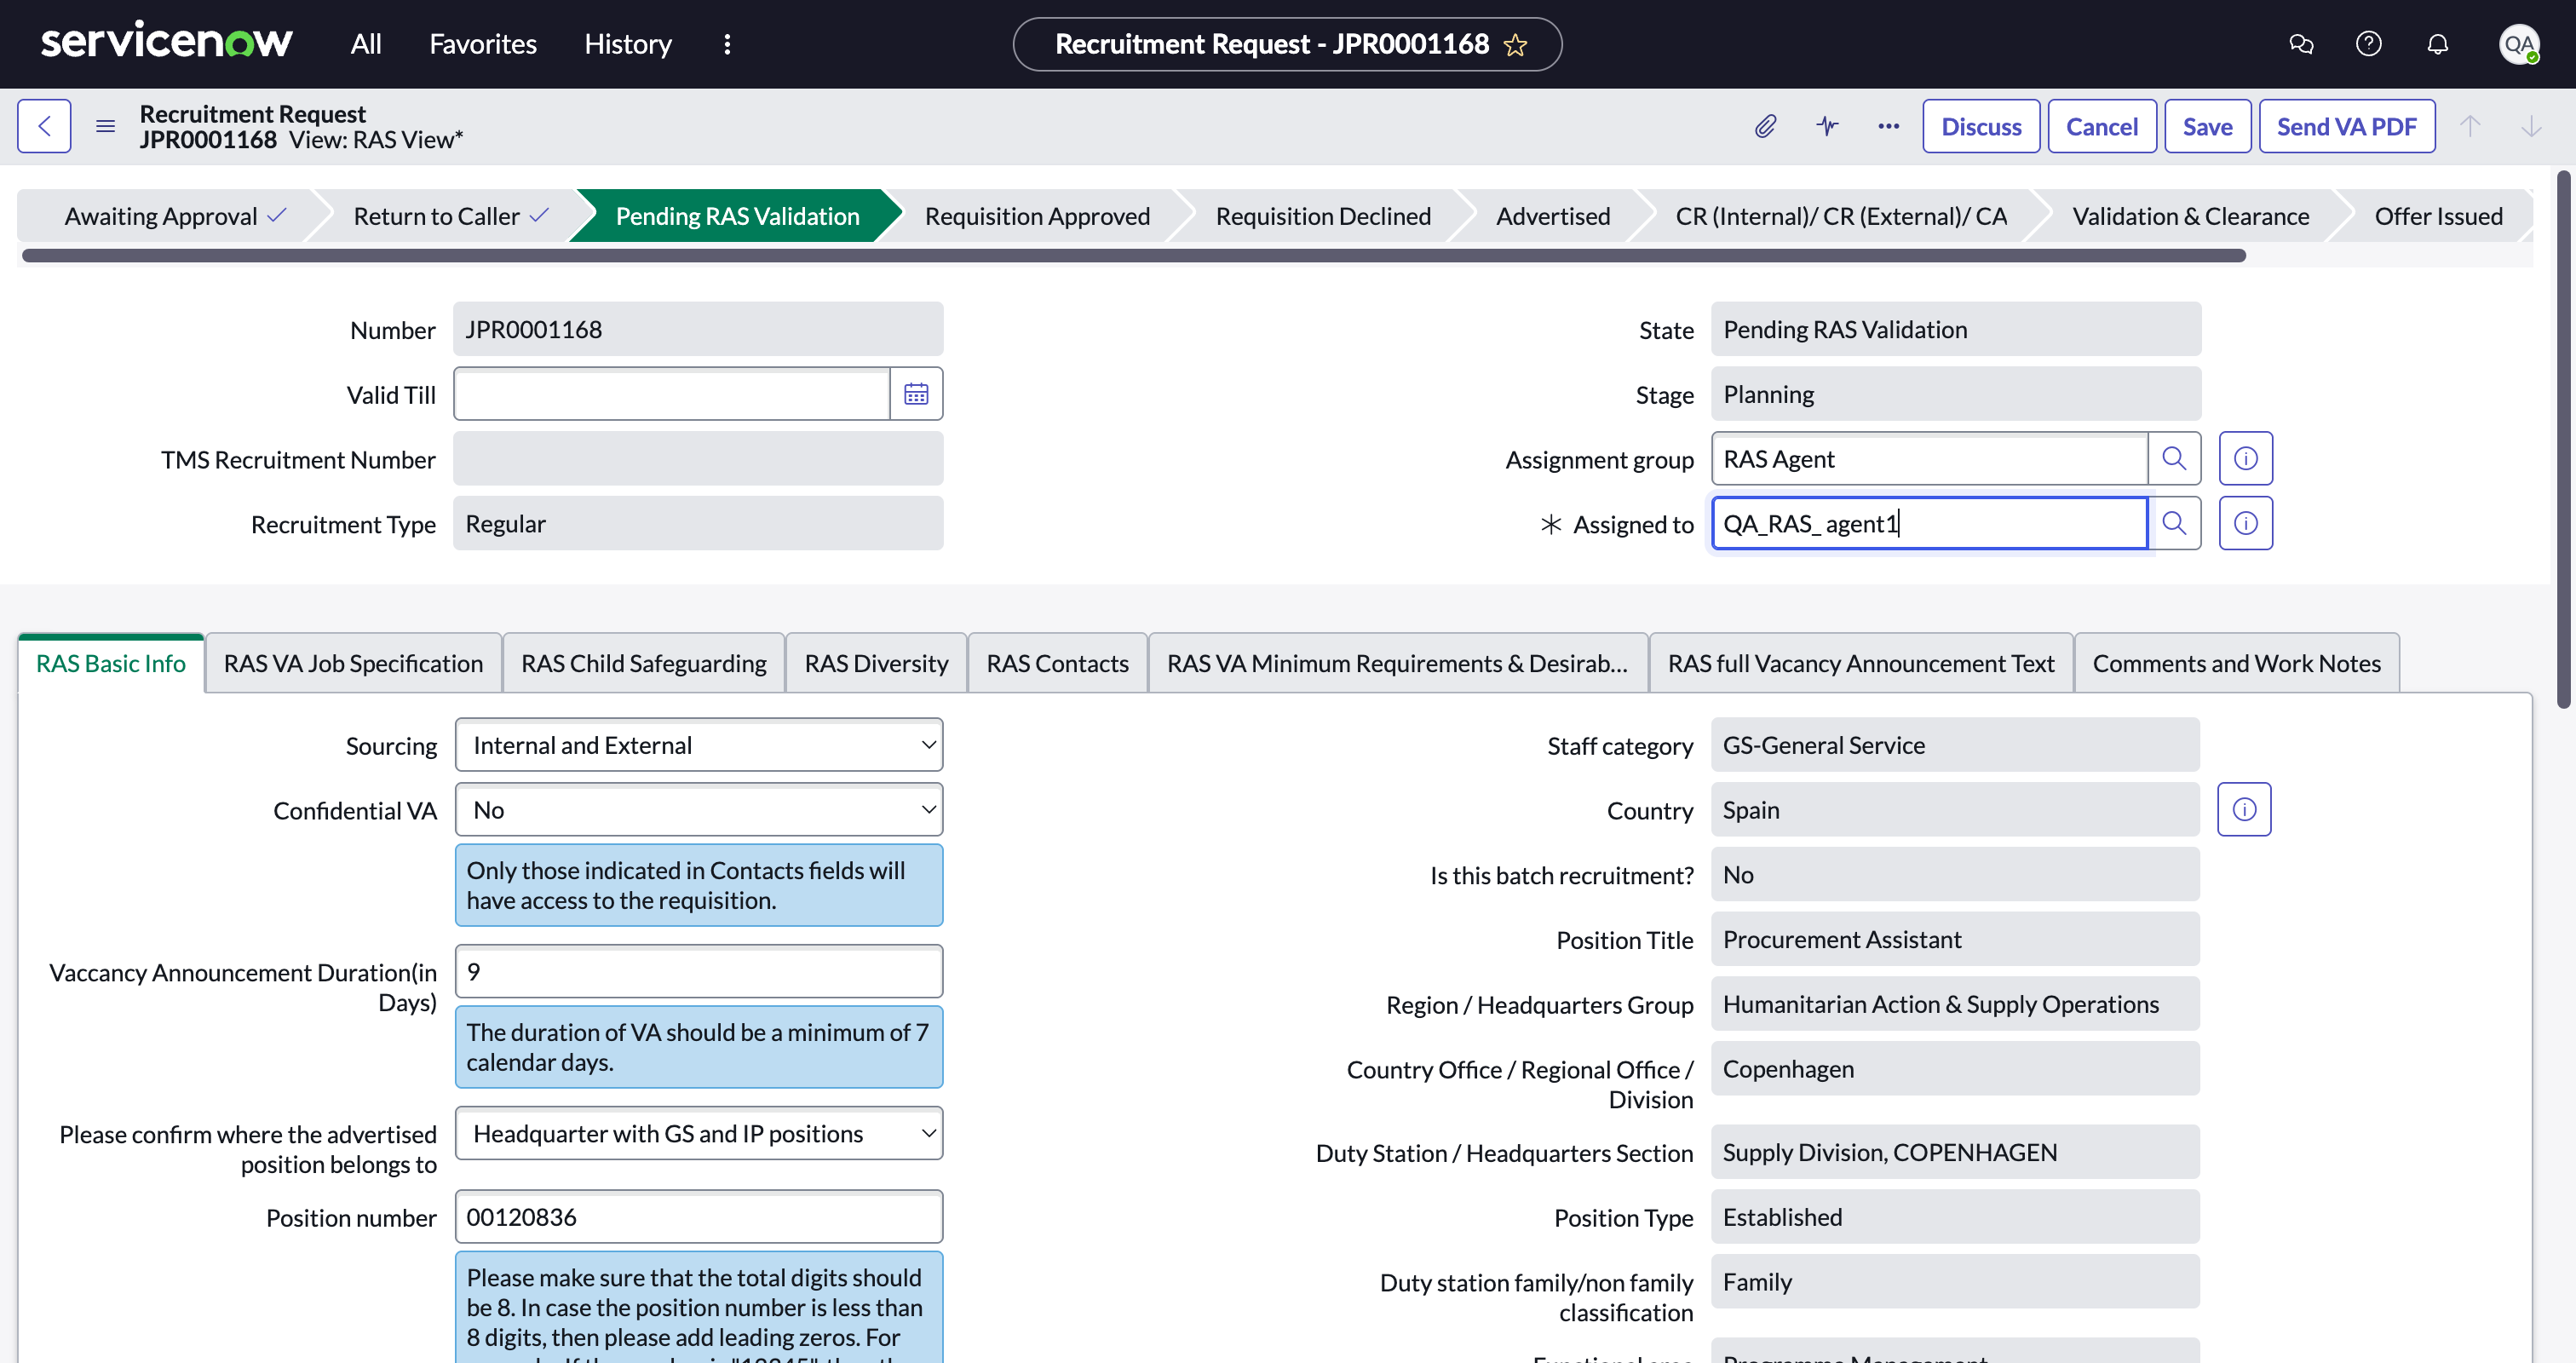 servicenow All Favorites History Recruitment Request - JPR0001168 QA
Recruitment Request
JPR0001168 View: RAS View*
Discuss Cancel Save Send VA PDF
Awaiting Approval Return to Caller Pending RAS Validation Requisition Approved Requisition Declined Advertised CR (Internal)/ CR (External)/ CA Validation & Clearance Offer Issued
Number JPR0001168
Valid Till
TMS Recruitment Number
Recruitment Type Regular
State Pending RAS Validation
Stage Planning
Assignment group RAS Agent
Assigned to QA_RAS_ agent1
RAS Basic Info RAS VA Job Specification RAS Child Safeguarding RAS Diversity RAS Contacts RAS VA Minimum Requirements & Desirab... RAS full Vacancy Announcement Text Comments and Work Notes
Sourcing Internal and External
Confidential VA No
Only those indicated in Contacts fields will
have access to the requisition.
Vaccancy Announcement Duration(in
Days)
9
The duration of VA should be a minimum of 7
calendar days.
Please confirm where the advertised
position belongs to
Headquarter with GS and IP positions
Position number 00120836
Please make sure that the total digits should
be 8. In case the position number is less than
8 digits, then please add leading zeros. For
Staff category GS-General Service
Country Spain
Is this batch recruitment? No
Position Title Procurement Assistant
Region / Headquarters Group Humanitarian Action & Supply Operations
Country Office / Regional Office /
Division
Copenhagen
Duty Station / Headquarters Section Supply Division, COPENHAGEN
Position Type Established
Duty station family/non family
classification
Family